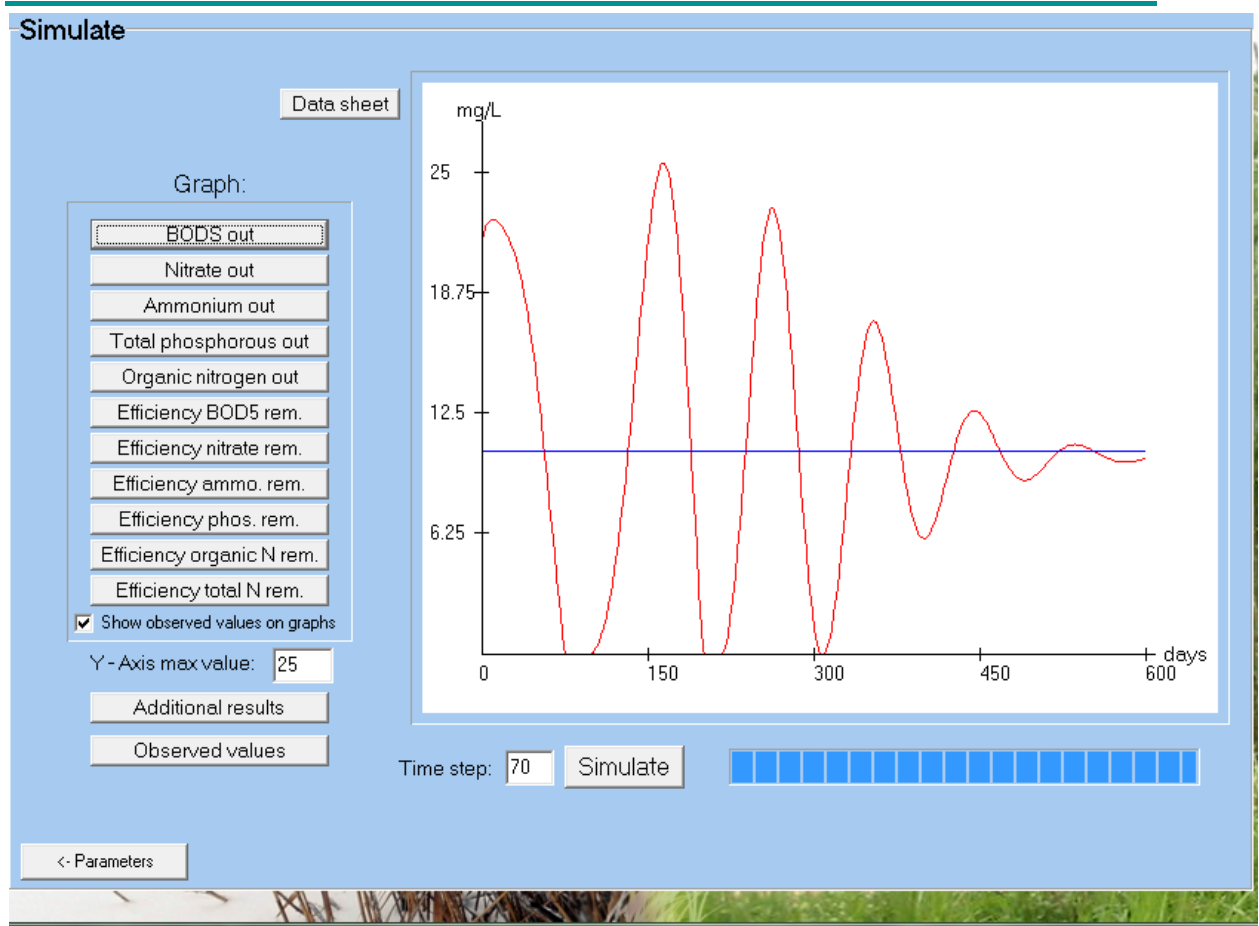 Simulate
Data sheet
Graph:
BODS out
Nitrate out
Ammonium out
Total phosphorous out
Organic nitrogen out
Efficiency BOD5 rem.
Efficiency nitrate rem.
Efficiency ammo. rem.
Efficiency phos. rem.
Efficiency organic N rem.
Efficiency total N rem.
Show observed values on graphs
Y - Axis max value: 25
Additional results
Observed values
mg/L
25
18.75
12.5
6.25
0 150 300 450 600
days
Time step: 70 Simulate
<- Parameters